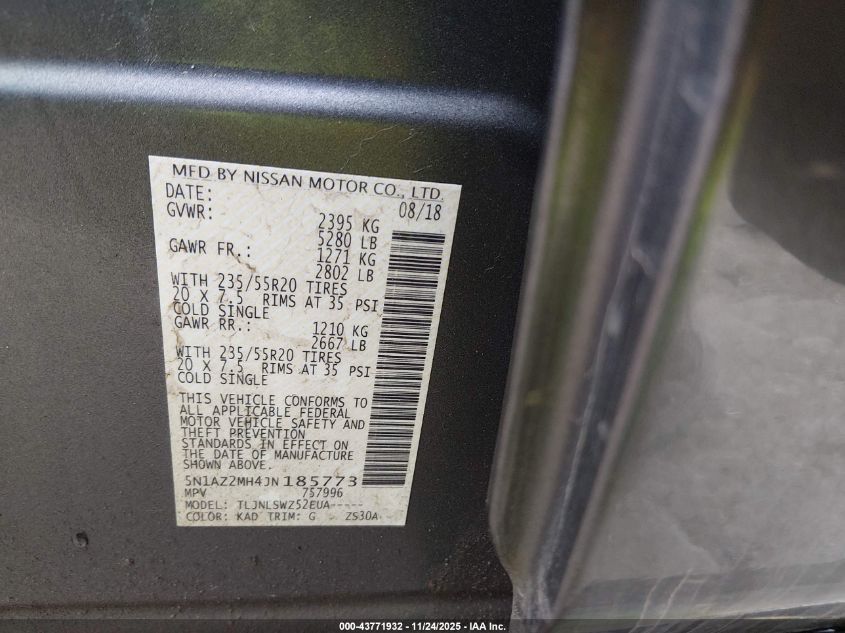 MFD BY NISSAN MOTOR CO., LTD.
DATE: 08/18
GVWR: 2395 KG
5280 LB
GAWR FR.: 1271 KG
2802 LB
WITH 235/55R20 TIRES
20 X 7.5 RIMS AT 35 PSI
COLD SINGLE
GAWR RR.: 1210 KG
2667 LB
WITH 235/55R20 TIRES
20 X 7.5 RIMS AT 35 PSI
COLD SINGLE
THIS VEHICLE CONFORMS TO
ALL APPLICABLE FEDERAL
MOTOR VEHICLE SAFETY AND
THEFT PREVENTION
STANDARDS IN EFFECT ON
THE DATE OF MANUFACTURE
SHOWN ABOVE.
5N1AZ2MH4JN185773
MPV 757996
MODEL: TLJNLSWZ52EUA-----
COLOR: KAD TRIM: G ZS30A
000-43771932 - 11/24/2025 - IAA Inc.